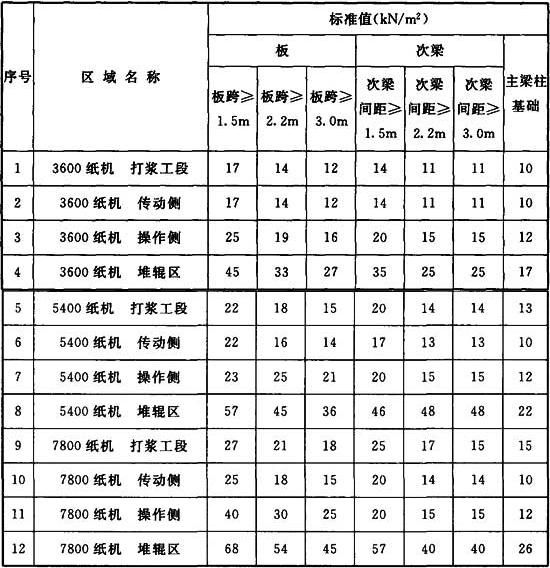 标准值(kN/m²)
板 次梁
序号 区域名称 主梁柱基础
板跨≥1.5m 板跨≥2.2m 板跨≥3.0m 次梁间距≥1.5m 次梁间距≥2.2m 次梁间距≥3.0m
1 3600纸机 打浆工段 17 14 12 14 11 11 10
2 3600纸机 传动侧 17 14 12 14 11 11 10
3 3600纸机 操作侧 25 19 16 20 15 15 12
4 3600纸机 堆辊区 45 33 27 35 25 25 17
5 5400纸机 打浆工段 22 18 15 20 14 14 13
6 5400纸机 传动侧 22 16 14 17 13 13 10
7 5400纸机 操作侧 23 25 21 20 15 15 12
8 5400纸机 堆辊区 57 45 36 46 48 48 22
9 7800纸机 打浆工段 27 21 18 25 17 15 15
10 7800纸机 传动侧 25 18 15 20 14 14 10
11 7800纸机 操作侧 40 30 25 20 15 15 12
12 7800纸机 堆辊区 68 54 45 57 40 40 26